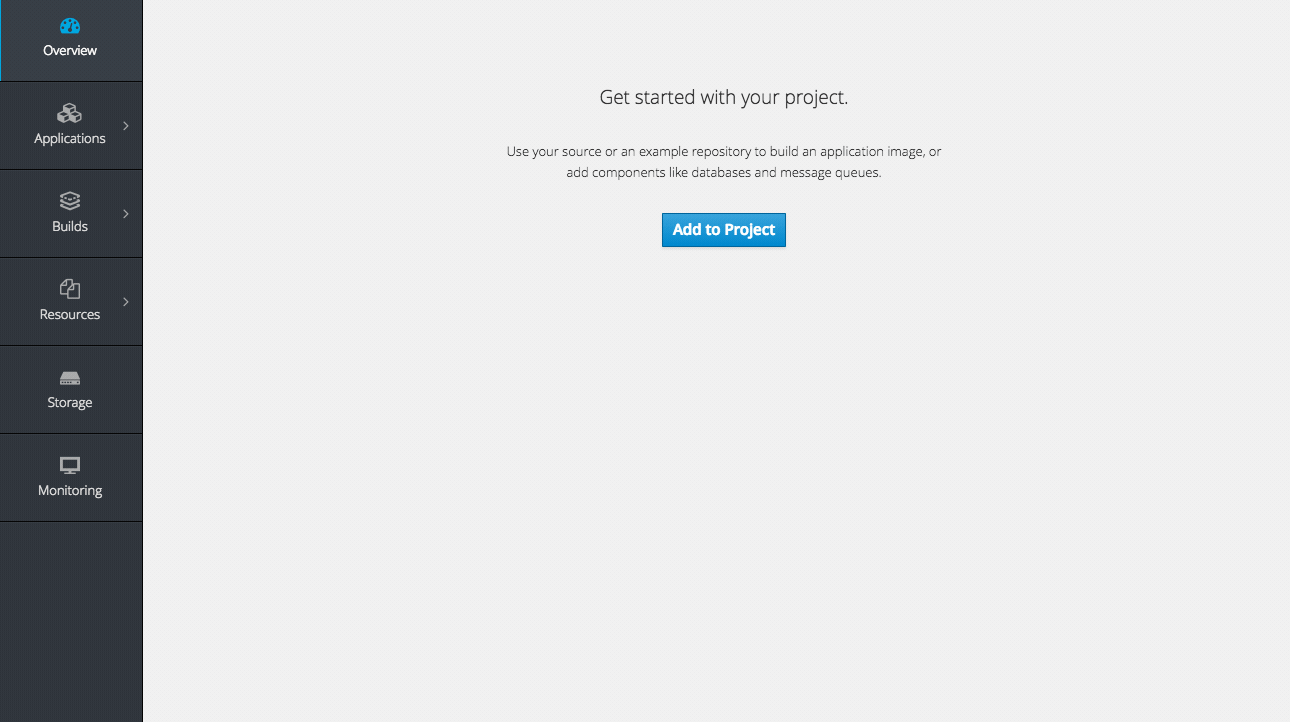 Overview
Applications
Builds
Resources
Storage
Monitoring
Get started with your project.
Use your source or an example repository to build an application image, or
add components like databases and message queues.
Add to Project